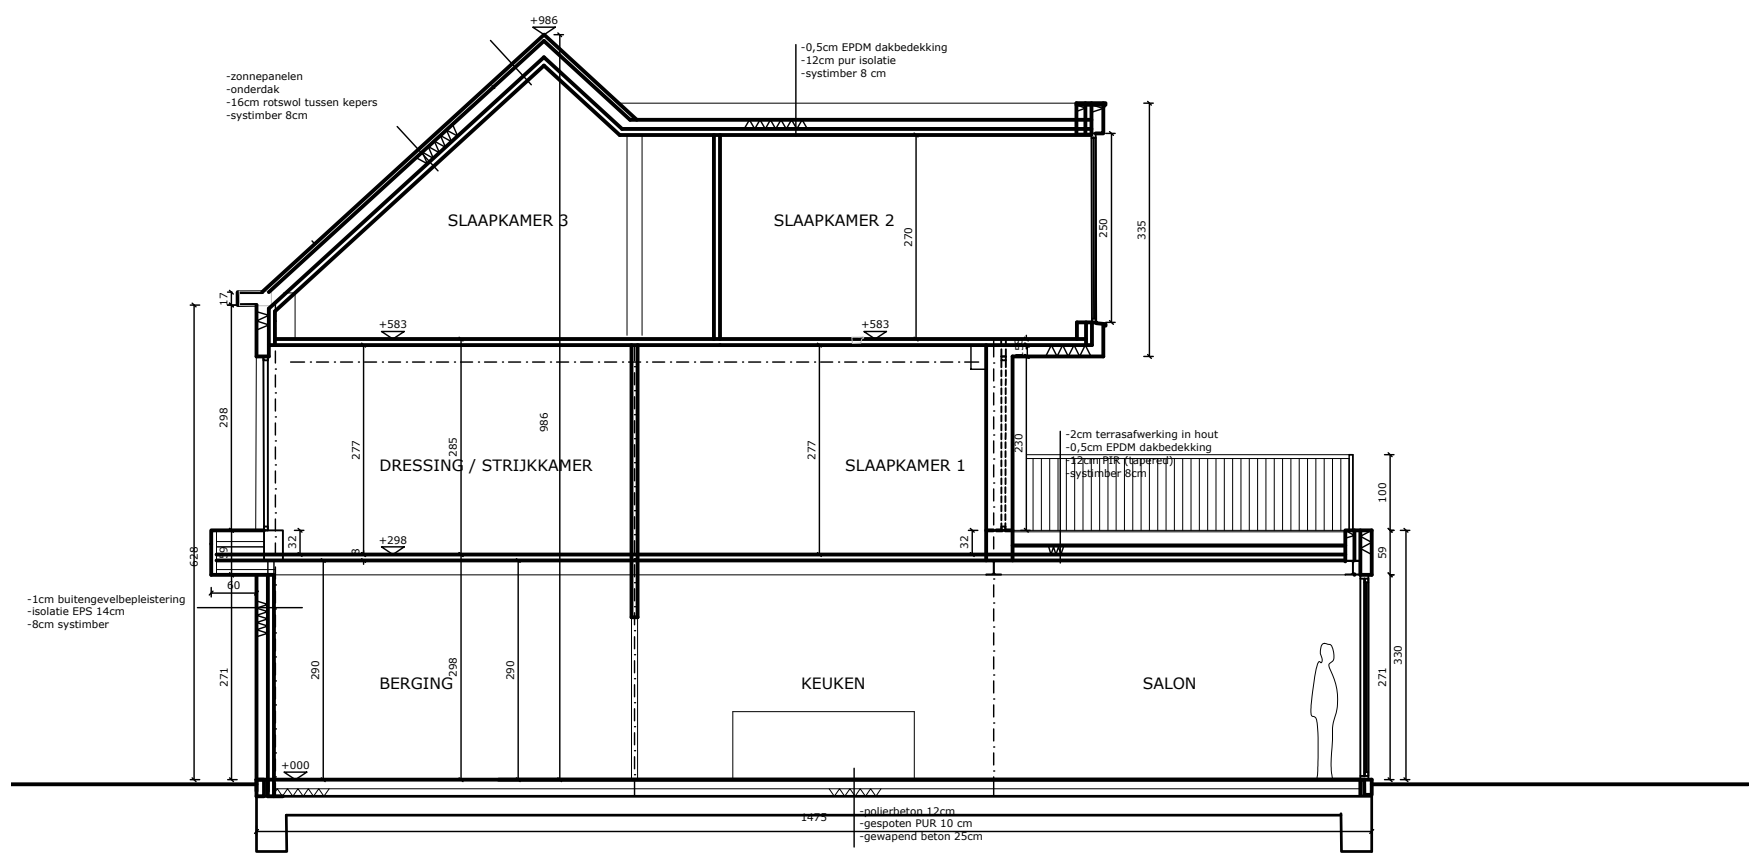 +986
-0,5cm EPDM dakbedekking
-12cm pur isolatie
-systimber 8 cm
-zonnepanelen
-onderdak
-16cm rotswol tussen kepers
-systimber 8cm
SLAAPKAMER 3
SLAAPKAMER 2
270
250
335
17
+583
+583
298
277
285
986
277
230
DRESSING / STRIJKKAMER
SLAAPKAMER 1
-2cm terrasafwerking in hout
-0,5cm EPDM dakbedekking
-12cm PIR (tapered)
-systimber 8cm
100
32
+298
32
59
628
60
-1cm buitengevelbepleistering
-isolatie EPS 14cm
-8cm systimber
271
290
298
290
271
330
BERGING
KEUKEN
SALON
+000
1475
-polierbeton 12cm
-gespoten PUR 10 cm
-gewapend beton 25cm